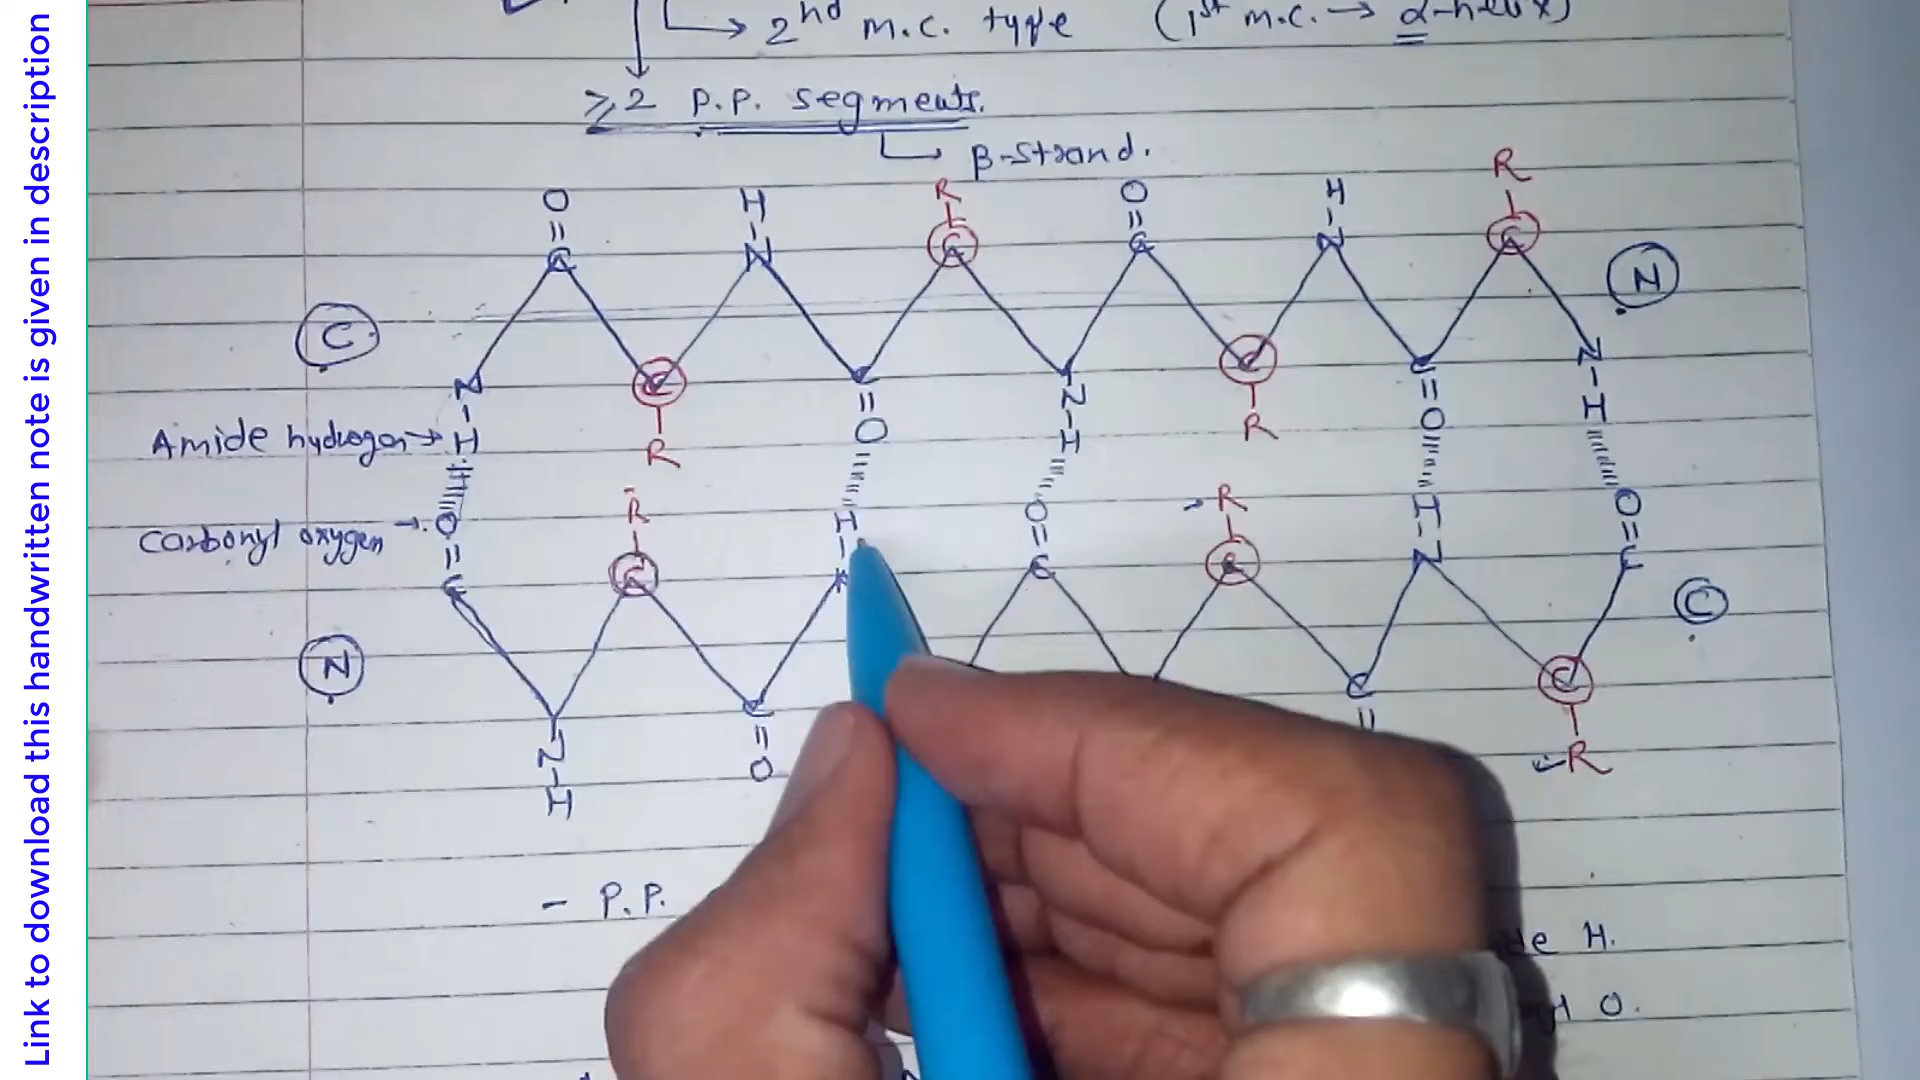 Link to download this handwritten note is given in description
2nd m.c. type (1st m.c. → α-helix)
≥2 P.P. segments.
β-strand.
O H R O H R
C N C C N C
C N
N C C N C C N
Amide hydrogen → H R O N-H R O H
Carbonyl oxygen → O R H O R H O
C C N C C N C
N C
N C C C
H O R
- P.P.
de H.
O.